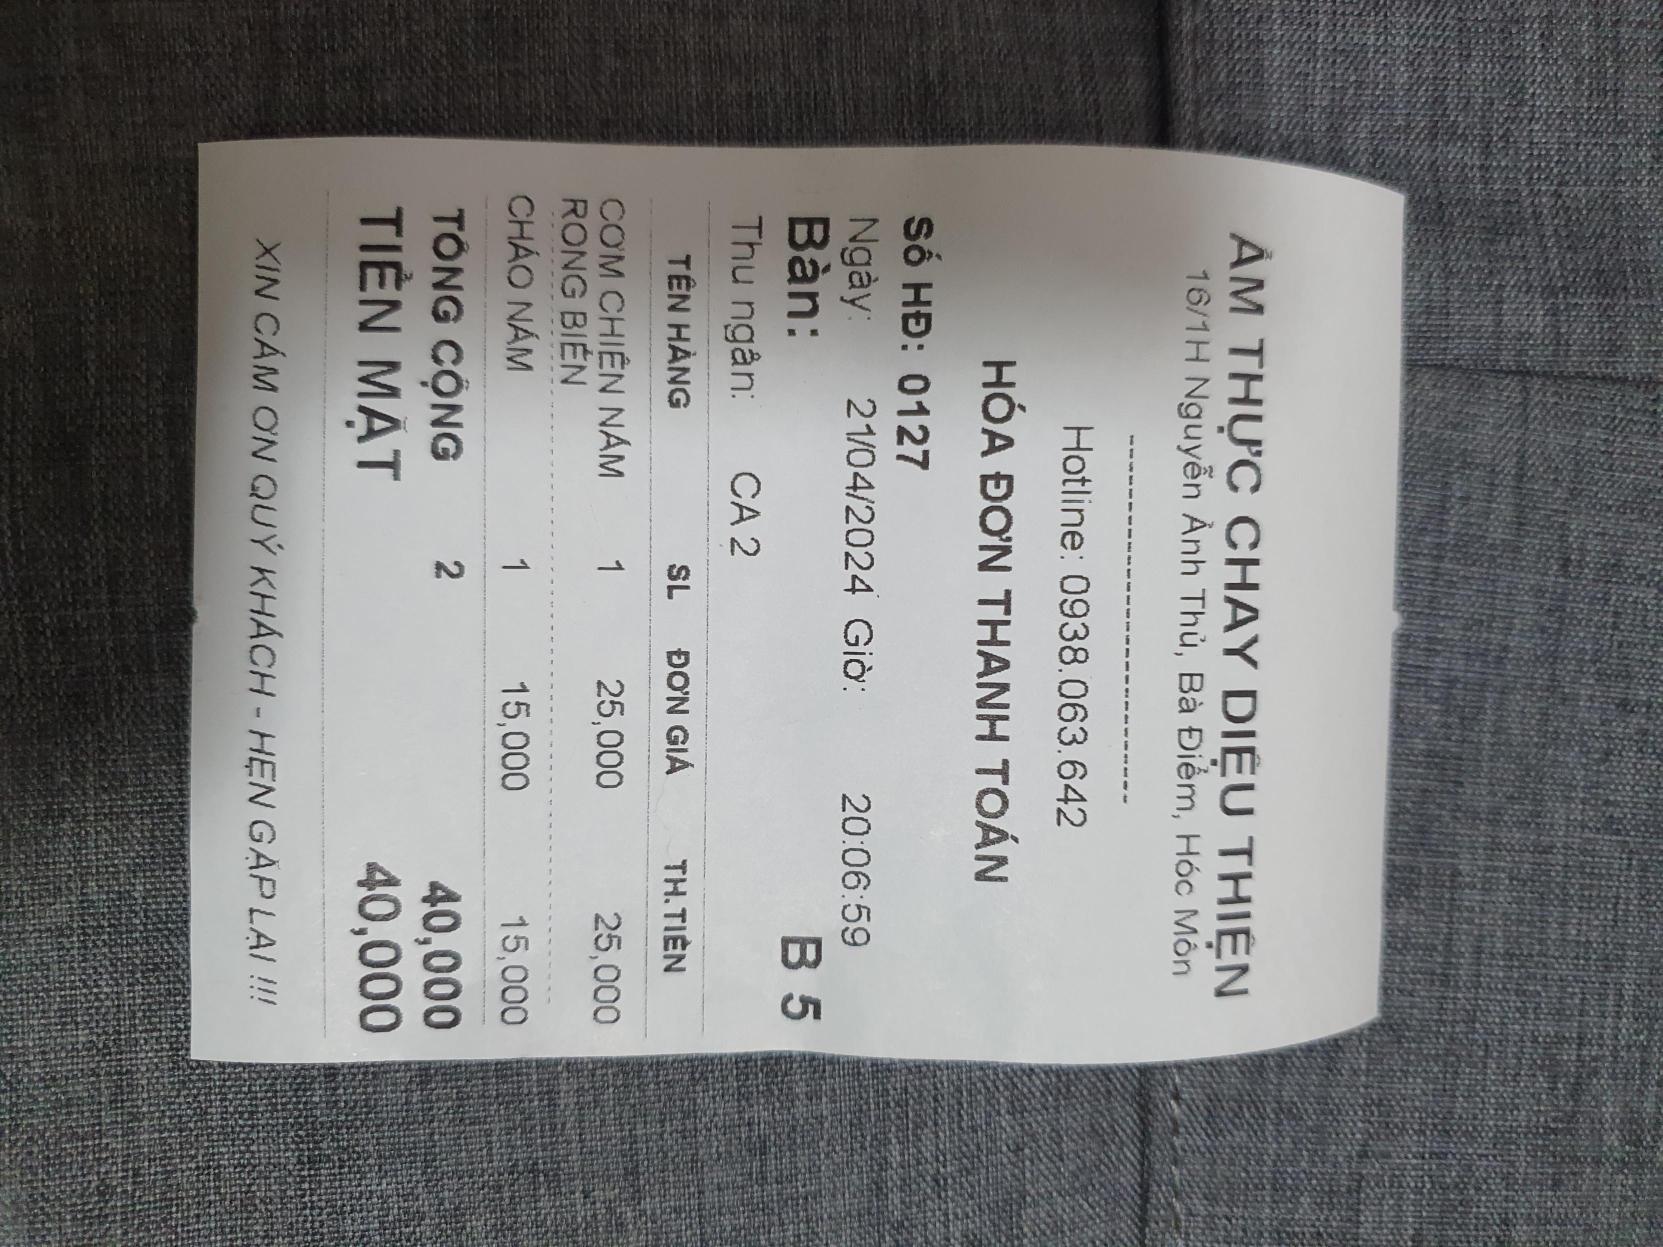 ẨM THỰC CHAY DIỆU THIỆN
16/1H Nguyễn Ảnh Thủ, Bà Điểm, Hóc Môn
------------------------------
Hotline: 0938.063.642
HÓA ĐƠN THANH TOÁN
Số HĐ: 0127
Ngày: 21/04/2024 Giờ: 20:06:59
Bàn: B 5
Thu ngân: CA 2
TÊN HÀNG SL ĐƠN GIÁ TH.TIỀN
CƠM CHIÊN NẤM 1 25,000 25,000
RONG BIỂN
CHÁO NẤM 1 15,000 15,000
TỔNG CỘNG 2 40,000
TIỀN MẶT 40,000
XIN CẢM ƠN QUÝ KHÁCH - HẸN GẶP LẠI !!!